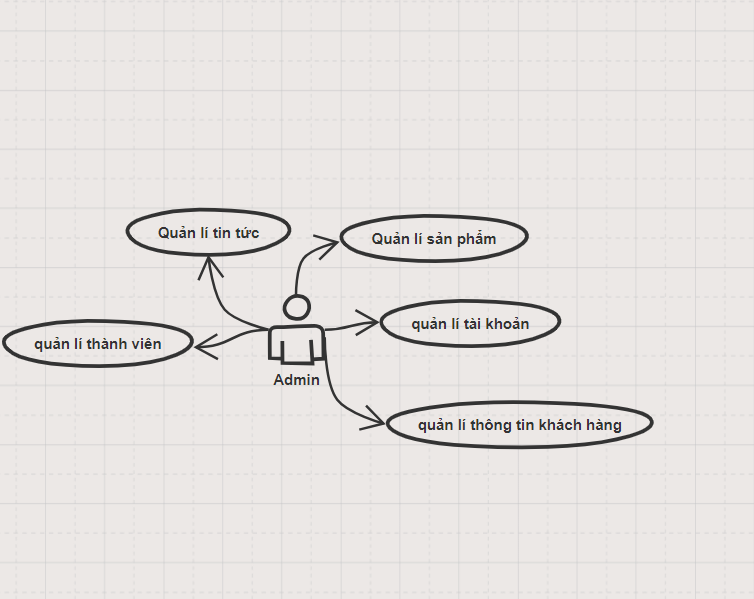 Quản lí tin tức
Quản lí sản phẩm
quản lí tài khoản
quản lí thành viên
Admin
quản lí thông tin khách hàng